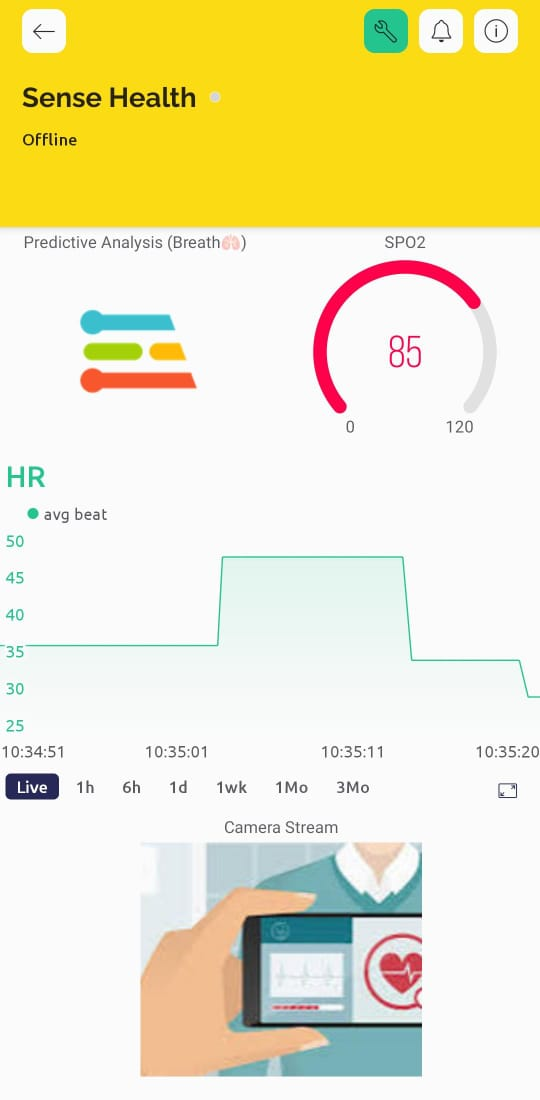 Sense Health
Offline
Predictive Analysis (Breath🫁)
SPO2
85
0
120
HR
avg beat
50
45
40
35
30
25
10:34:51
10:35:01
10:35:11
10:35:20
Live
1h
6h
1d
1wk
1Mo
3Mo
Camera Stream